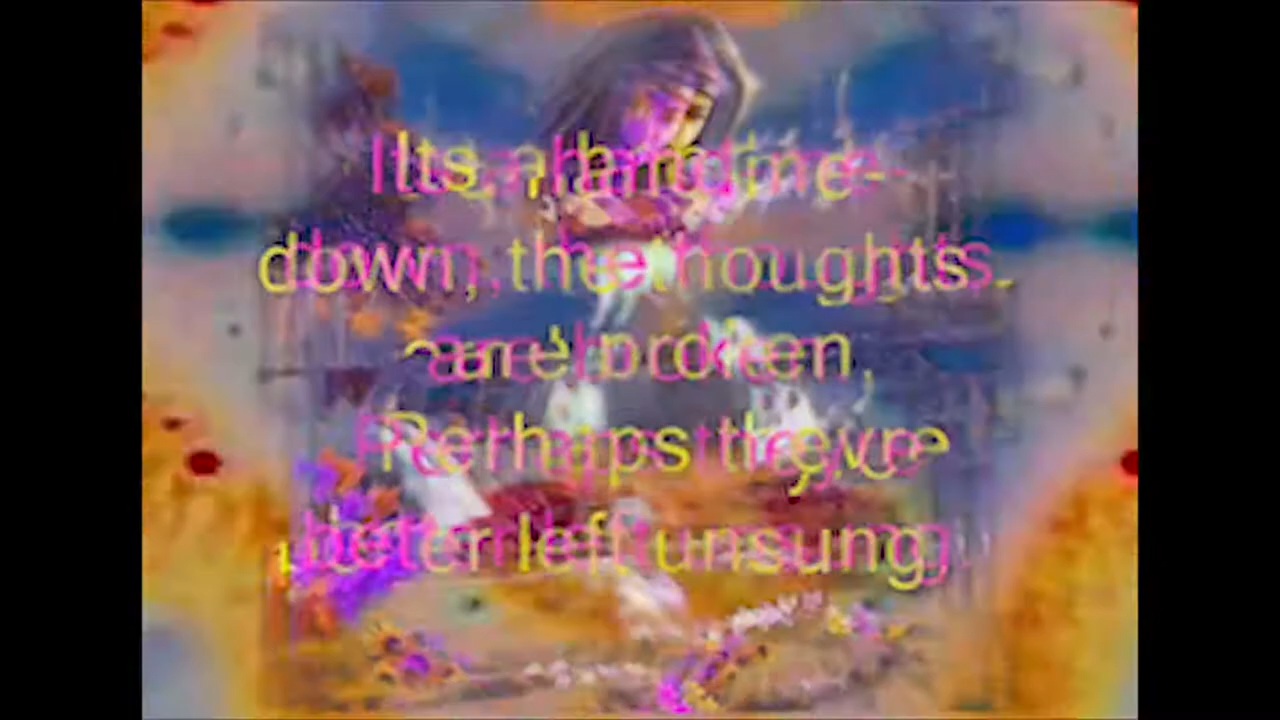 Its a hand me-
down, the thoughts
are broken,
Perhaps they're
better left unsung.